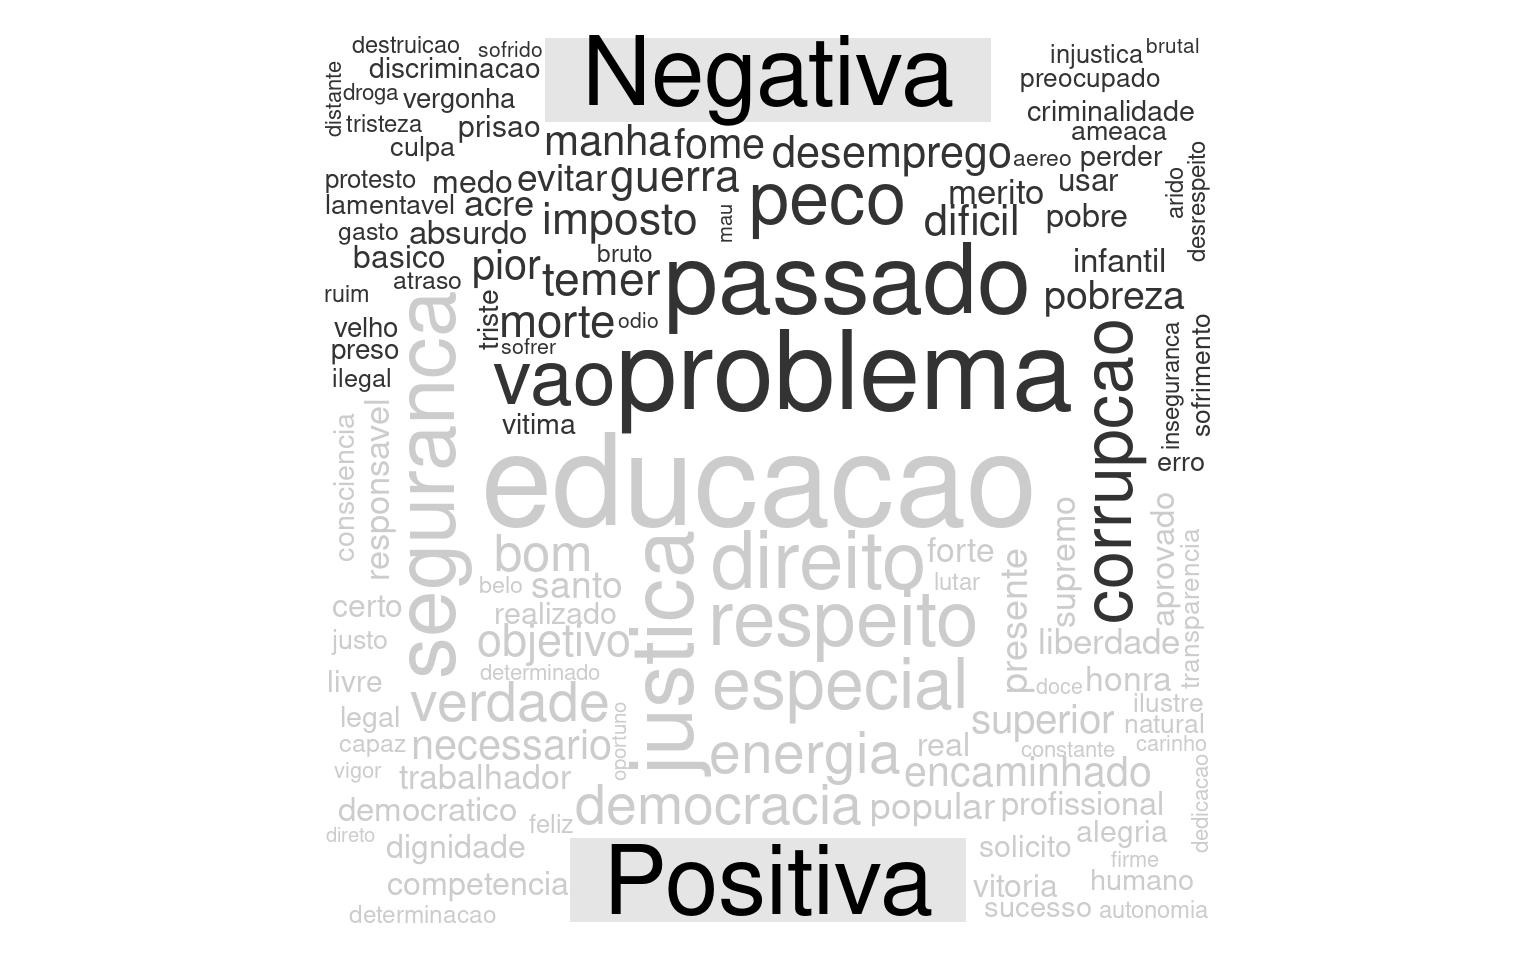 Negativa
destruicao
sofrido
discriminacao
distante
droga
vergonha
tristeza
prisao
culpa
injustica
brutal
preocupado
criminalidade
ameaca
manha
fome
desemprego
aereo
perder
protesto
medo
evitar
guerra
peco
merito
usar
arido
desrespeito
lamentavel
acre
imposto
mau
dificil
pobre
gasto
absurdo
basico
pior
bruto
temer
passado
infantil
atraso
ruim
pobreza
triste
morte
odio
velho
preso
sofrer
ilegal
vao
problema
corrupcao
inseguranca
sofrimento
vitima
erro
seguranca
consciencia
responsavel
educacao
bom
justica
direito
forte
supremo
aprovado
transparencia
belo
santo
lutar
presente
certo
realizado
respeito
justo
objetivo
liberdade
determinado
especial
livre
doce
honra
verdade
oportuno
ilustre
legal
superior
natural
capaz
necessario
energia
real
constante
carinho
vigor
trabalhador
encaminhado
dedicacao
democratico
democracia
popular
profissional
direto
feliz
alegria
dignidade
solicito
firme
competencia
vitoria
humano
determinacao
sucesso
autonomia
Positiva